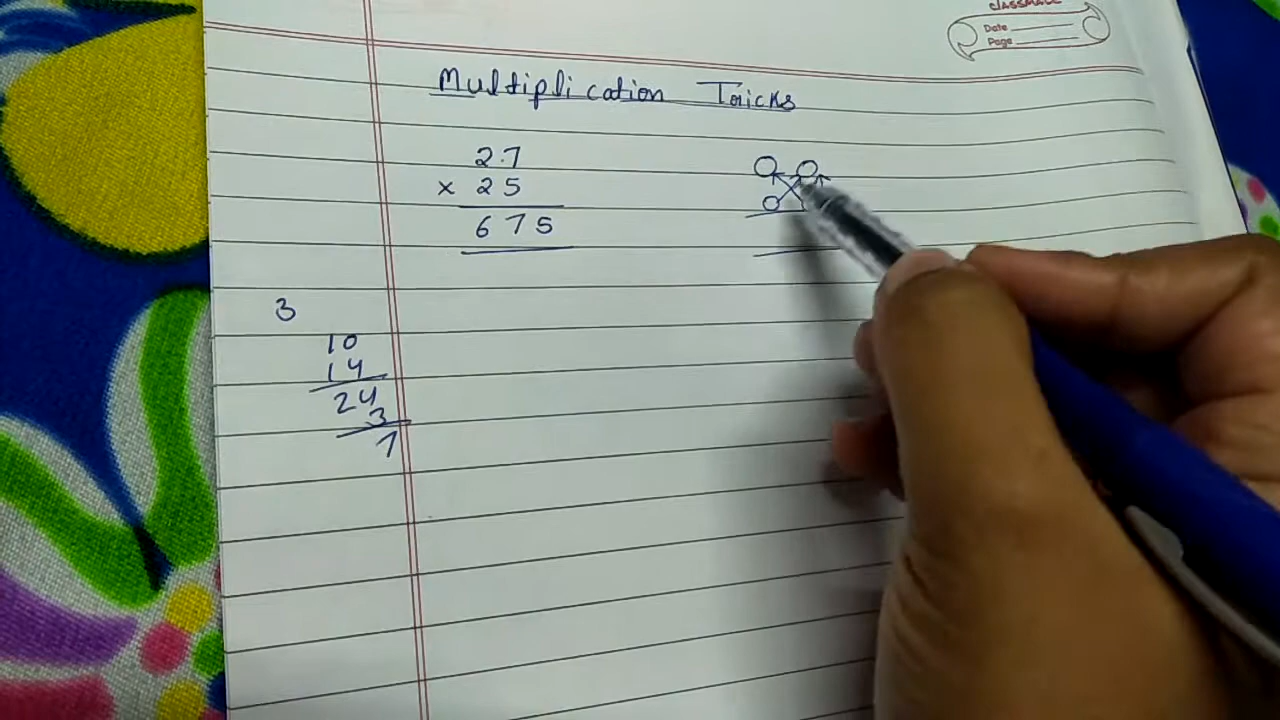 classmate
Date
Page
Multiplication Tricks
27
x 25
675
3
10
14
24
3
7